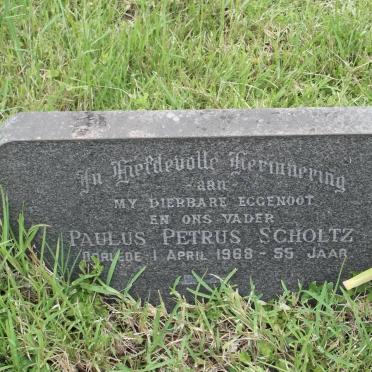 In Liefdevolle Herinnering
- aan -
MY DIERBARE EGGENOOT
EN ONS VADER
PAULUS PETRUS SCHOLTZ
OORLEDE 1 APRIL 1968 - 55 JAAR